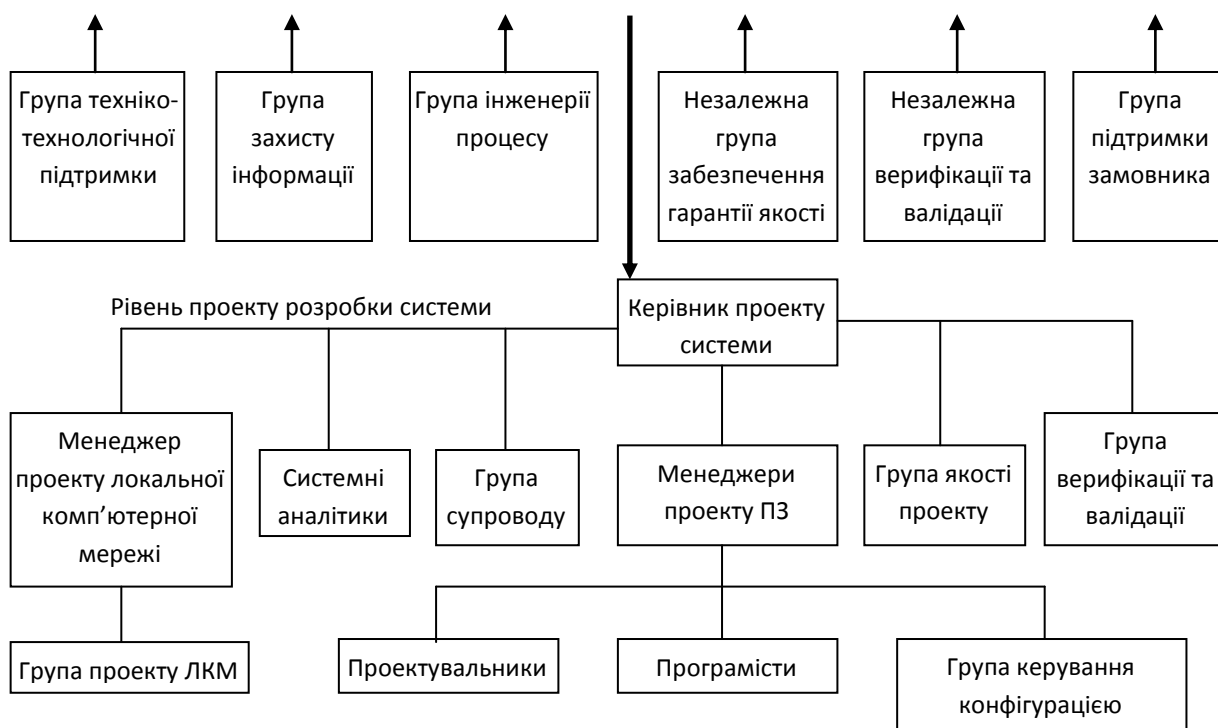 Група техніко-
технологічної
підтримки
Група
захисту
інформації
Група інженерії
процесу
Незалежна
група
забезпечення
гарантії якості
Незалежна
група
верифікації та
валідації
Група
підтримки
замовника
Рівень проекту розробки системи
Керівник проекту
системи
Менеджер
проекту локальної
комп’ютерної
мережі
Системні
аналітики
Група
супроводу
Менеджери
проекту ПЗ
Група якості
проекту
Група
верифікації та
валідації
Група проекту ЛКМ
Проектувальники
Програмісти
Група керування
конфігурацією